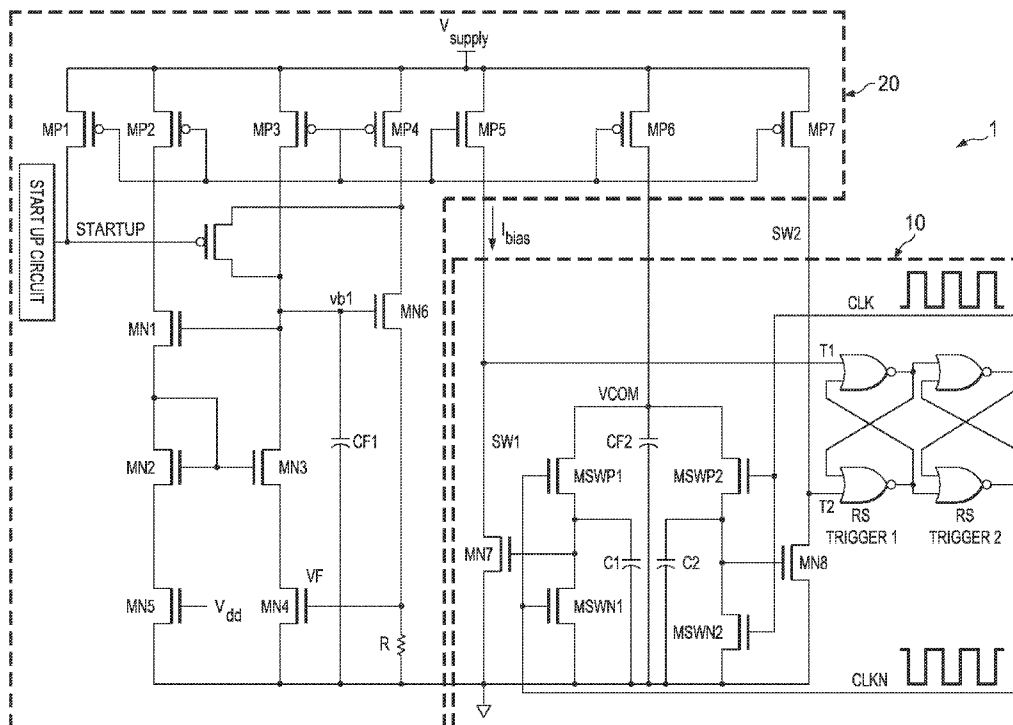 V supply
20
1
MP1
MP2
MP3
MP4
MP5
MP6
MP7
START UP CIRCUIT
STARTUP
I bias
SW2
10
CLK
vb1
MN6
MN1
T1
VCOM
CF1
CF2
SW1
MN2
MN3
MSWP1
MSWP2
T2
RS TRIGGER 1
RS TRIGGER 2
MN7
C1
C2
MN8
VF
MN5
V dd
MN4
MSWN1
MSWN2
R
CLKN